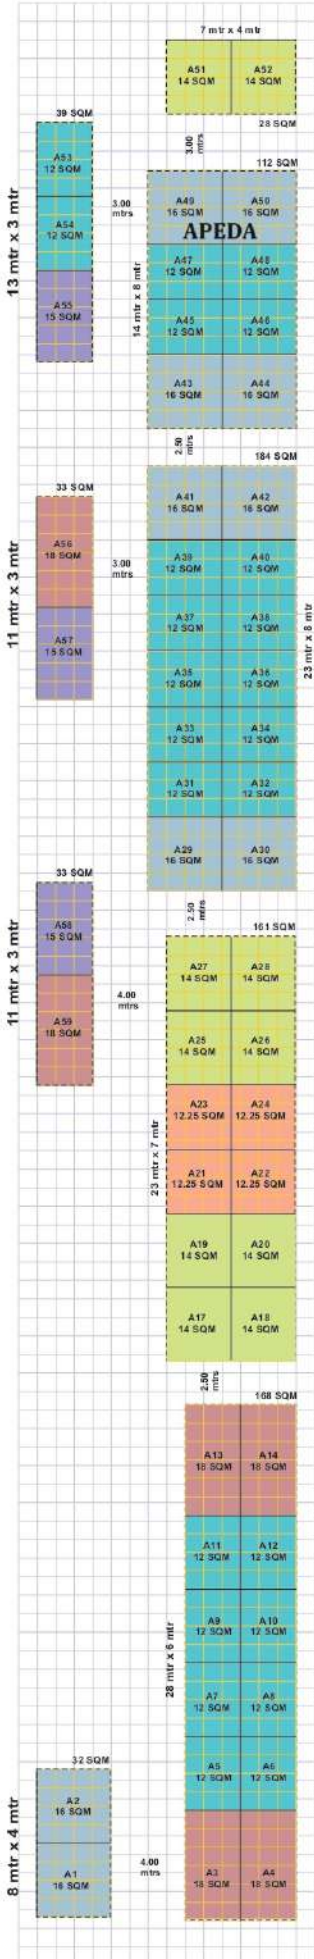 7 mtr x 4 mtr
A51 A52
14 SQM 14 SQM
28 SQM
39 SQM
3.00 mtrs
112 SQM
A53
12 SQM
A54
12 SQM
A55
15 SQM
13 mtr x 3 mtr
3.00
mtrs
14 mtr x 8 mtr
A49 A50
16 SQM 16 SQM
APEDA
A47 A48
12 SQM 12 SQM
A45 A46
12 SQM 12 SQM
A43 A44
16 SQM 16 SQM
2.50 mtrs
184 SQM
33 SQM
A56
18 SQM
A57
15 SQM
11 mtr x 3 mtr
3.00
mtrs
A41 A42
16 SQM 16 SQM
A39 A40
12 SQM 12 SQM
A37 A38
12 SQM 12 SQM
A35 A36
12 SQM 12 SQM
A33 A34
12 SQM 12 SQM
A31 A32
12 SQM 12 SQM
A29 A30
16 SQM 16 SQM
23 mtr x 8 mtr
2.50
mtrs
161 SQM
33 SQM
A58
15 SQM
A59
18 SQM
11 mtr x 3 mtr
4.00
mtrs
A27 A28
14 SQM 14 SQM
A25 A26
14 SQM 14 SQM
A23 A24
12.25 SQM 12.25 SQM
A21 A22
12.25 SQM 12.25 SQM
A19 A20
14 SQM 14 SQM
A17 A18
14 SQM 14 SQM
23 mtr x 7 mtr
2.50
mtrs
168 SQM
A13 A14
18 SQM 18 SQM
A11 A12
12 SQM 12 SQM
A9 A10
12 SQM 12 SQM
A7 A8
12 SQM 12 SQM
A5 A6
12 SQM 12 SQM
A3 A4
18 SQM 18 SQM
28 mtr x 6 mtr
32 SQM
A2
16 SQM
A1
16 SQM
8 mtr x 4 mtr
4.00
mtrs